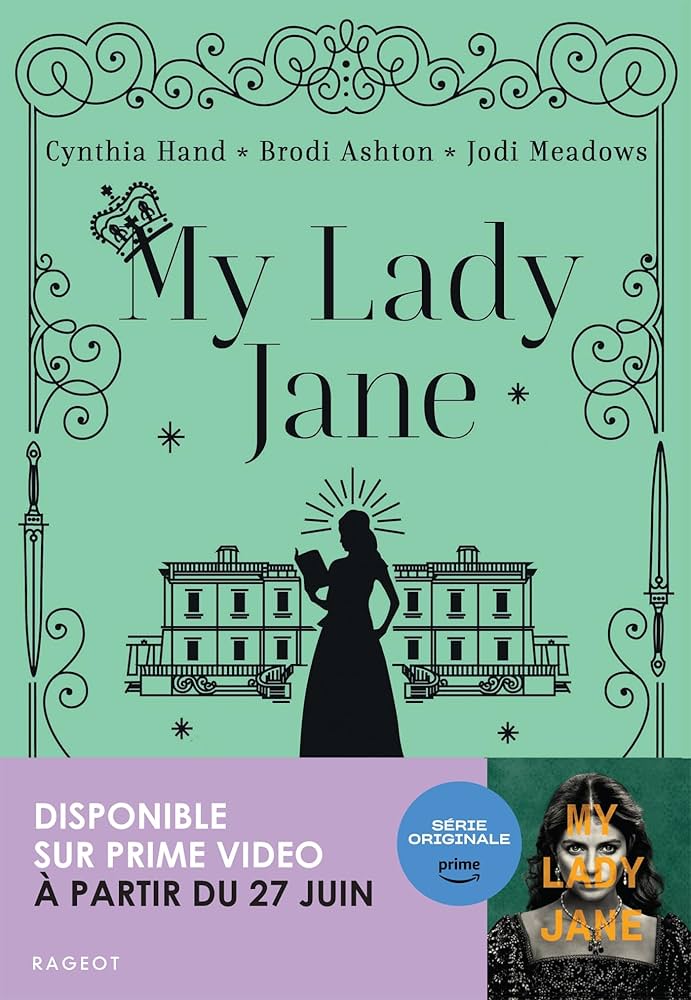 Cynthia Hand * Brodi Ashton * Jodi Meadows
My Lady
Jane
DISPONIBLE
SUR PRIME VIDEO
À PARTIR DU 27 JUIN
SÉRIE
ORIGINALE
prime
MY
LADY
JANE
RAGEOT